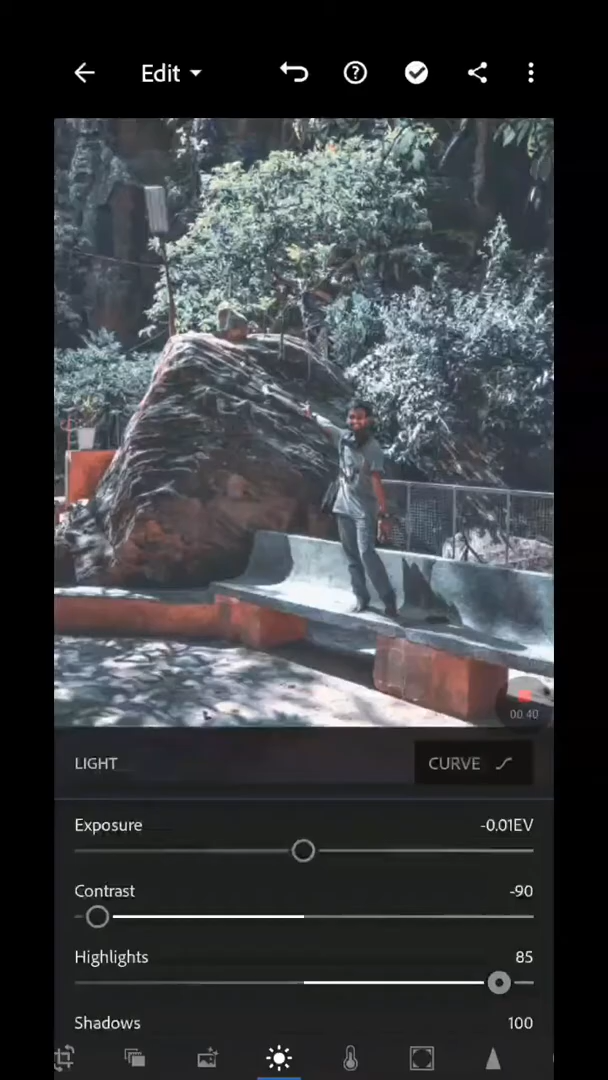 Edit
00:40
LIGHT
CURVE
Exposure
-0.01EV
Contrast
-90
Highlights
85
Shadows
100